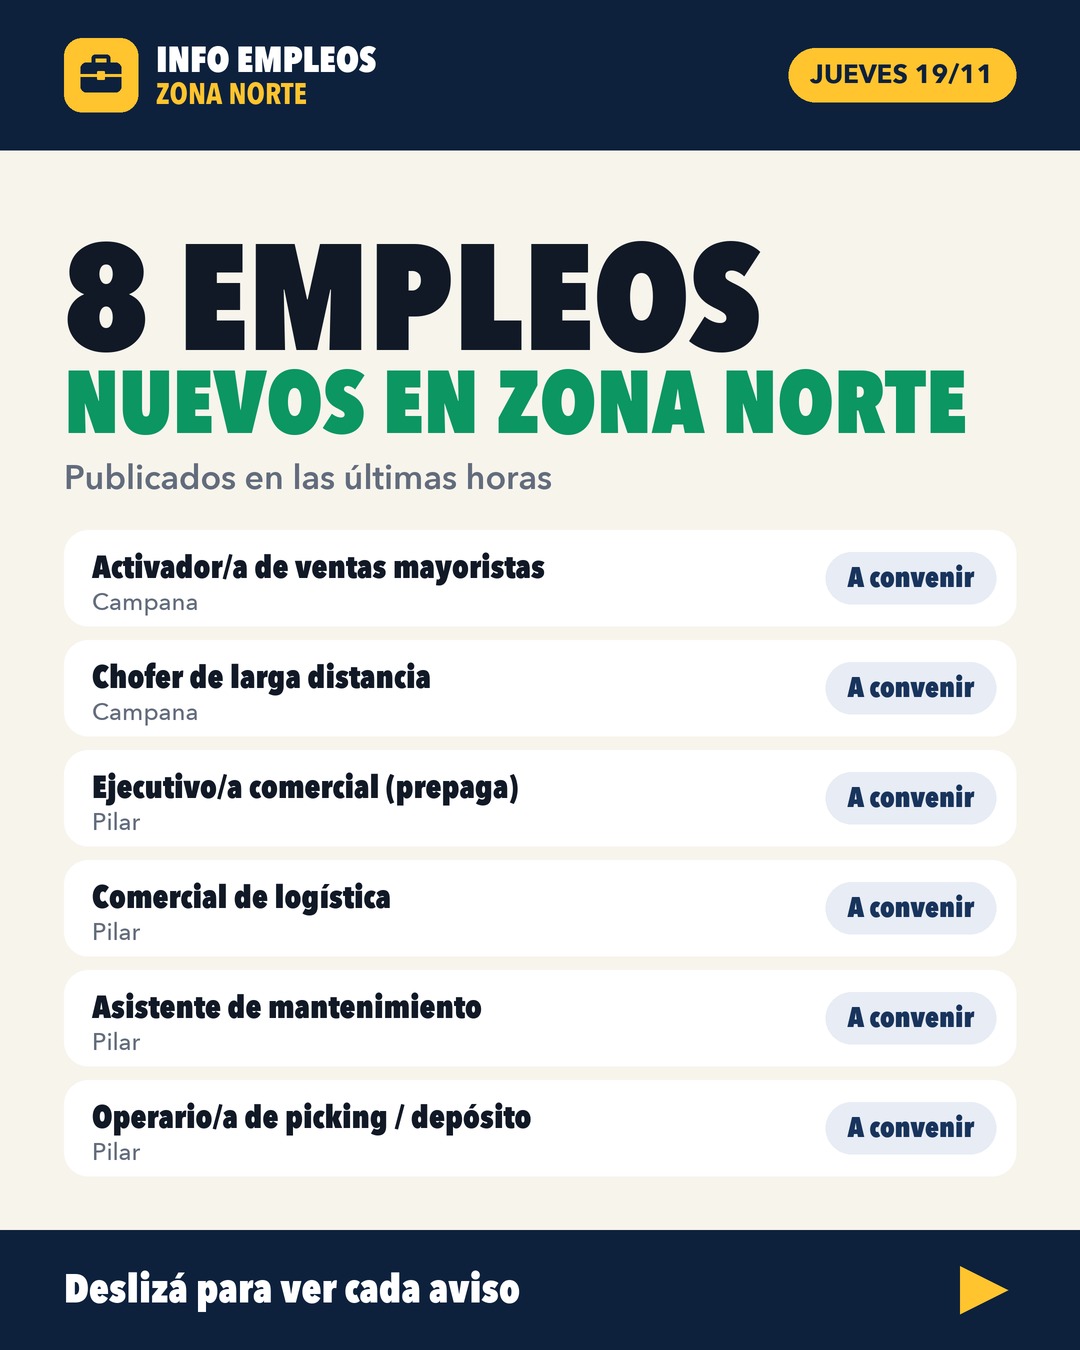 INFO EMPLEOS
ZONA NORTE
JUEVES 19/11
8 EMPLEOS
NUEVOS EN ZONA NORTE
Publicados en las últimas horas
Activador/a de ventas mayoristas
Campana
A convenir
Chofer de larga distancia
Campana
A convenir
Ejecutivo/a comercial (prepaga)
Pilar
A convenir
Comercial de logística
Pilar
A convenir
Asistente de mantenimiento
Pilar
A convenir
Operario/a de picking / depósito
Pilar
A convenir
Deslizá para ver cada aviso